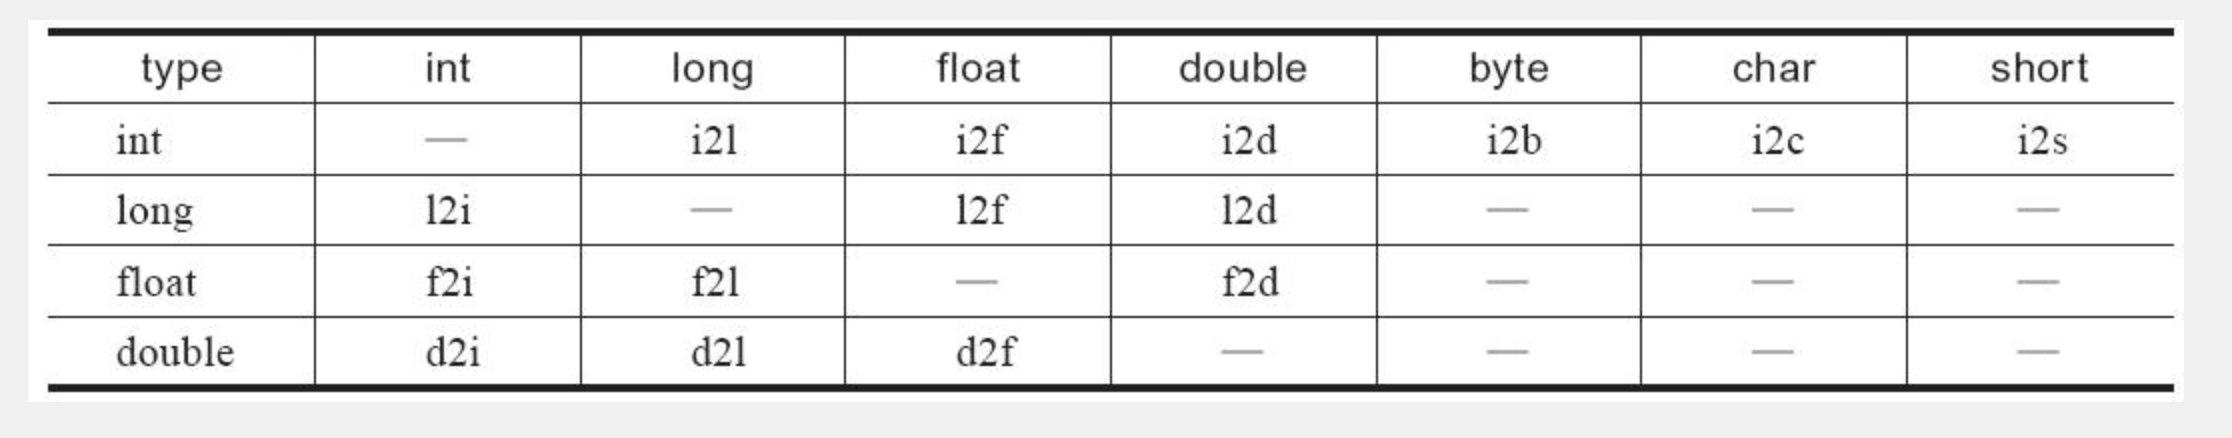 type int long float double byte char short
int — i2l i2f i2d i2b i2c i2s
long l2i — l2f l2d — — —
float f2i f2l — f2d — — —
double d2i d2l d2f — — — —